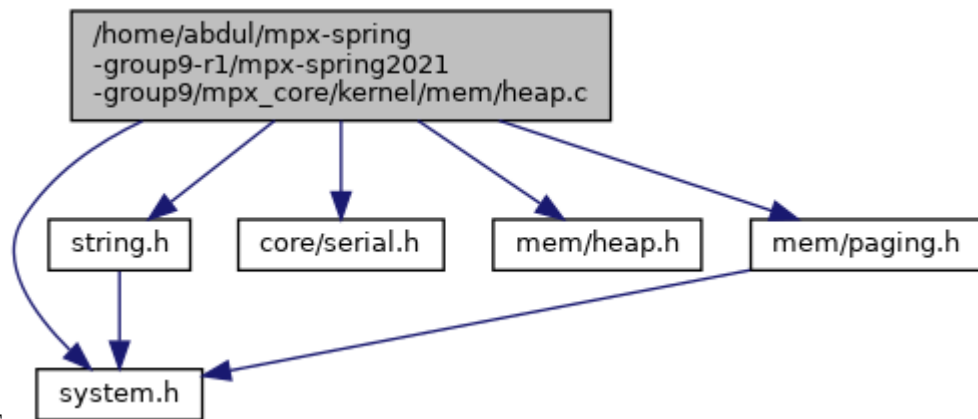 /home/abdul/mpx-spring
-group9-r1/mpx-spring2021
-group9/mpx_core/kernel/mem/heap.c
string.h
core/serial.h
mem/heap.h
mem/paging.h
system.h